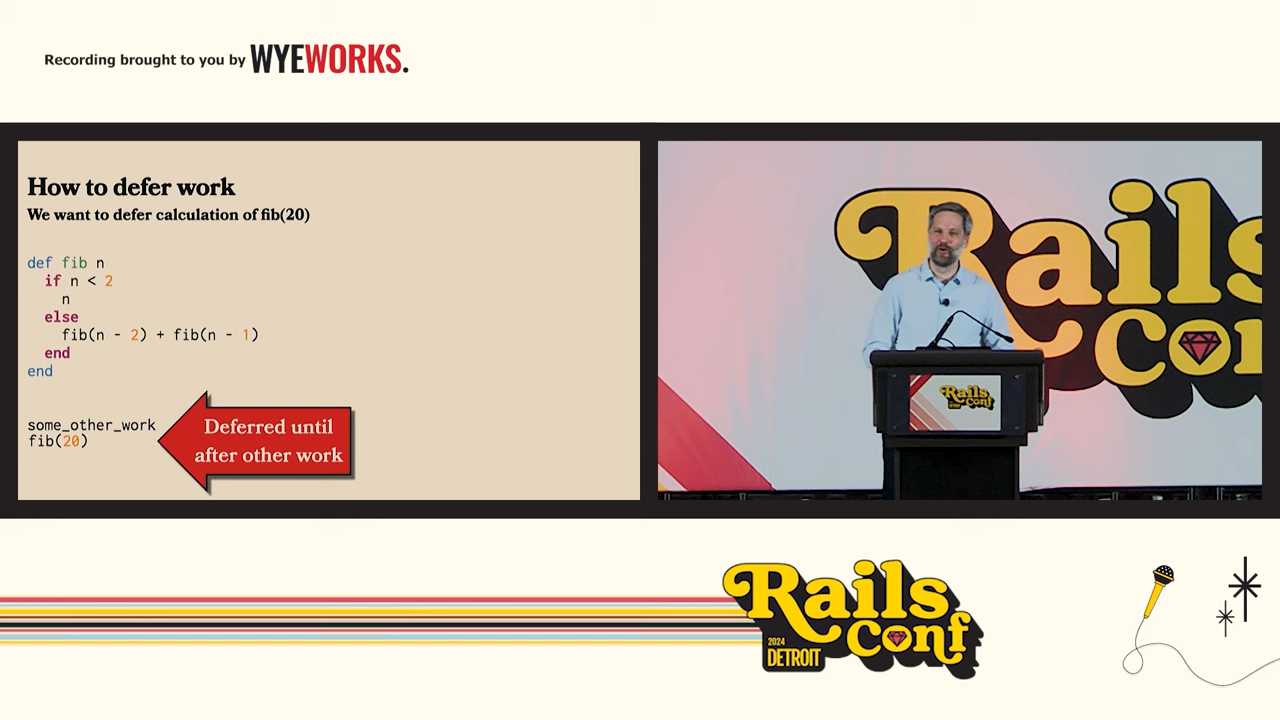 Recording brought to you by WYEWORKS.
How to defer work
We want to defer calculation of fib(20)
def fib n
if n < 2
n
else
fib(n - 2) + fib(n - 1)
end
end
some_other_work
fib(20)
Deferred until
after other work
Rails
con
Rails
Conf
Rails
Conf
2024
DETROIT